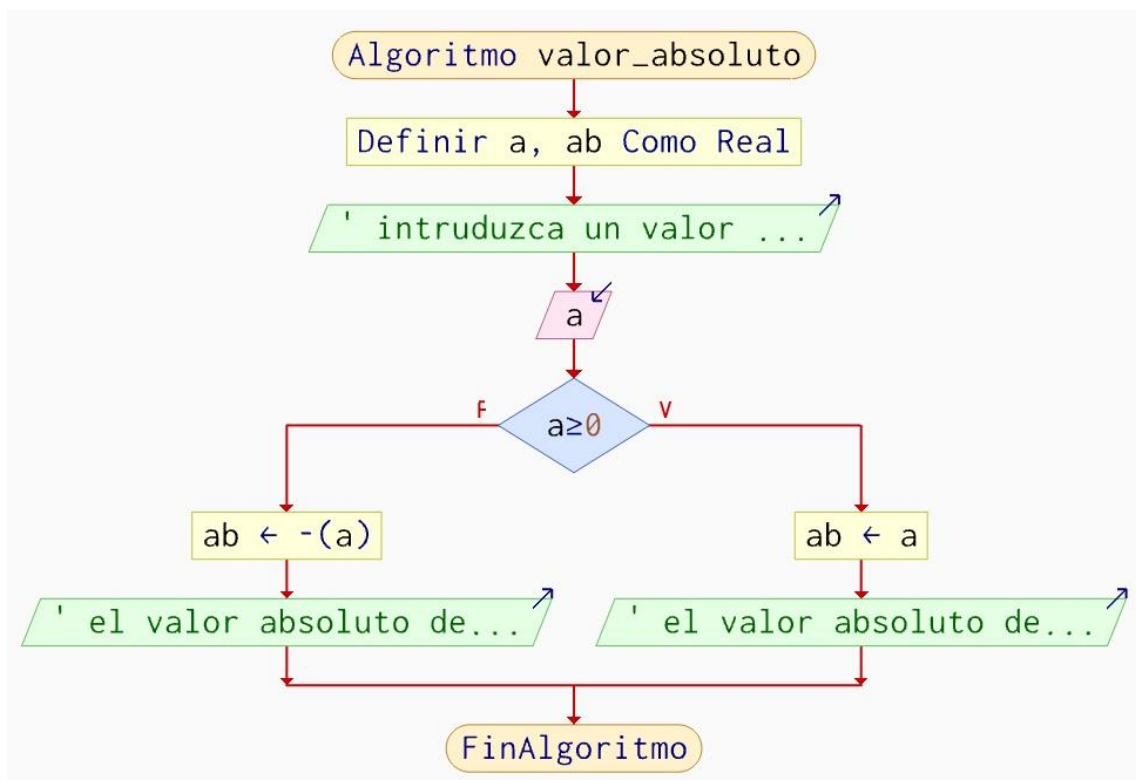 Algoritmo valor_absoluto
Definir a, ab Como Real
' intruduzca un valor ...
a
F
a≥0
V
ab ← -(a)
ab ← a
' el valor absoluto de...
' el valor absoluto de...
FinAlgoritmo